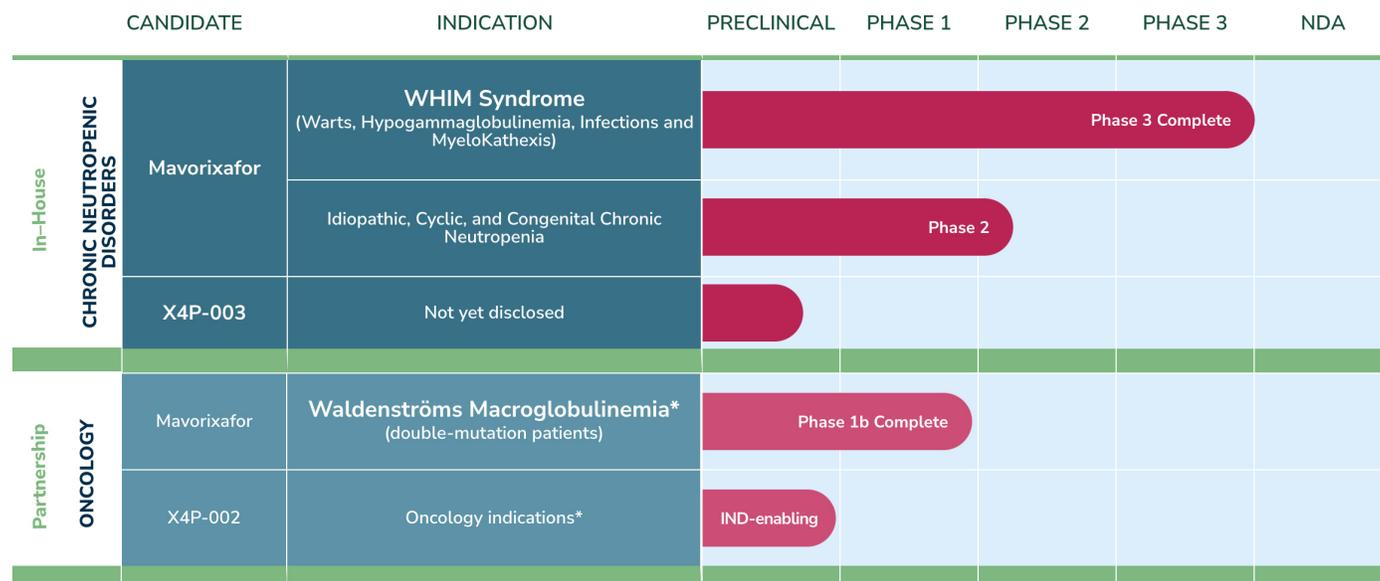 CANDIDATE INDICATION PRECLINICAL PHASE 1 PHASE 2 PHASE 3 NDA
In–House
CHRONIC NEUTROPENIC
DISORDERS
Mavorixafor
WHIM Syndrome
(Warts, Hypogammaglobulinemia, Infections and
MyeloKathexis)
Phase 3 Complete
Idiopathic, Cyclic, and Congenital Chronic
Neutropenia
Phase 2
X4P-003 Not yet disclosed
Partnership
ONCOLOGY
Mavorixafor
Waldenströms Macroglobulinemia*
(double-mutation patients)
Phase 1b Complete
X4P-002 Oncology indications* IND-enabling